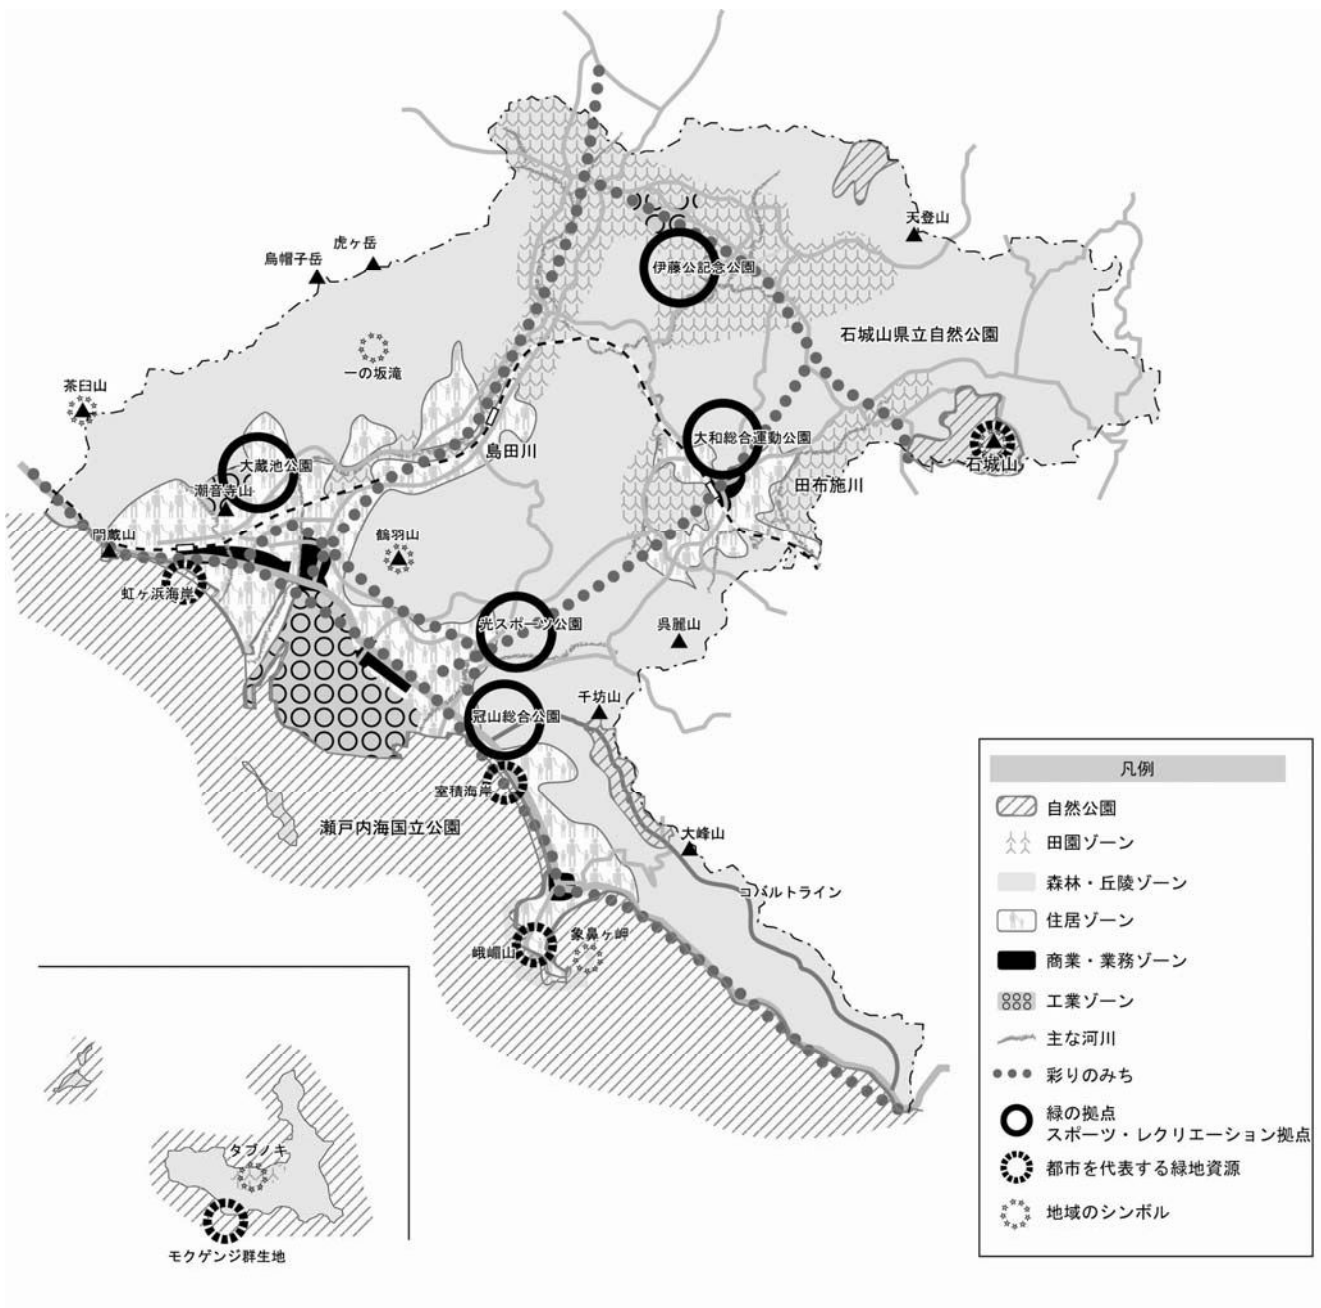 天登山
虎ヶ岳
烏帽子岳
伊藤公記念公園
石城山県立自然公園
一の坂滝
茶臼山
大和総合運動公園
島田川
石城山
大蔵池公園
田布施川
潮音寺山
門蔵山
鶴羽山
虹ヶ浜海岸
光スポーツ公園
呉麗山
千坊山
冠山総合公園
室積海岸
瀬戸内海国立公園
大峰山
コバルトライン
象鼻ヶ岬
峨嵋山
タブノキ
モクゲンジ群生地
凡例
自然公園
田園ゾーン
森林・丘陵ゾーン
住居ゾーン
商業・業務ゾーン
工業ゾーン
主な河川
彩りのみち
緑の拠点
スポーツ・レクリエーション拠点
都市を代表する緑地資源
地域のシンボル